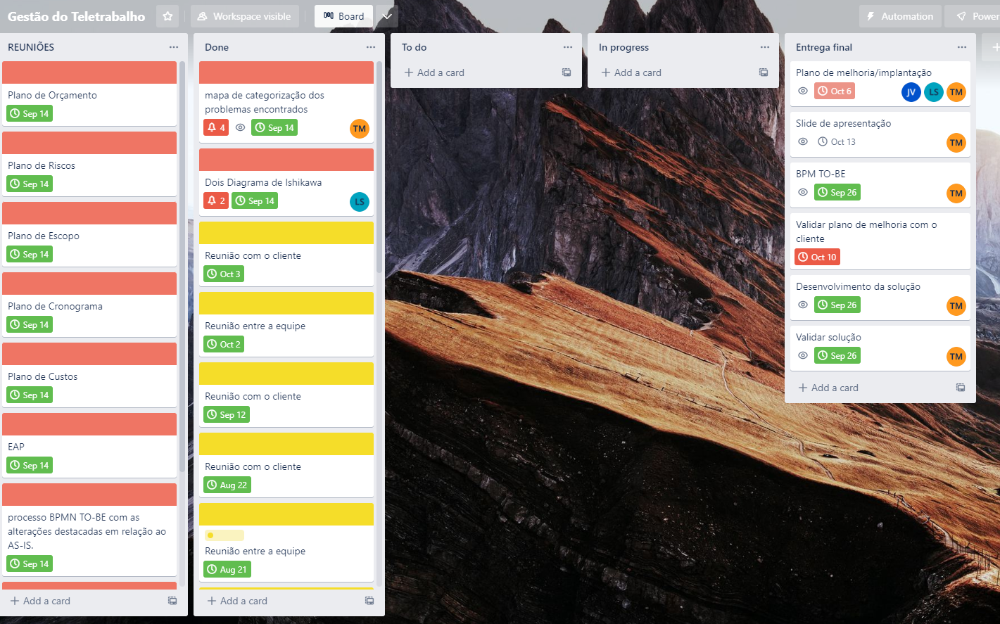 Gestão do Teletrabalho
Workspace visible
Board
Automation
Power
REUNIÕES
Plano de Orçamento
Sep 14
Plano de Riscos
Sep 14
Plano de Escopo
Sep 14
Plano de Cronograma
Sep 14
Plano de Custos
Sep 14
EAP
Sep 14
processo BPMN TO-BE com as
alterações destacadas em relação ao
AS-IS.
Sep 14
Add a card
Done
mapa de categorização dos
problemas encontrados
4 Sep 14 TM
Dois Diagrama de Ishikawa
2 Sep 14 LS
Reunião com o cliente
Oct 3
Reunião entre a equipe
Oct 2
Reunião com o cliente
Sep 12
Reunião com o cliente
Aug 22
Reunião entre a equipe
Aug 21
Add a card
To do
Add a card
In progress
Add a card
Entrega final
Plano de melhoria/implantação
Oct 6 JV LS TM
Slide de apresentação
Oct 13 TM
BPM TO-BE
Sep 26 TM
Validar plano de melhoria com o
cliente
Oct 10
Desenvolvimento da solução
Sep 26 TM
Validar solução
Sep 26 TM
Add a card